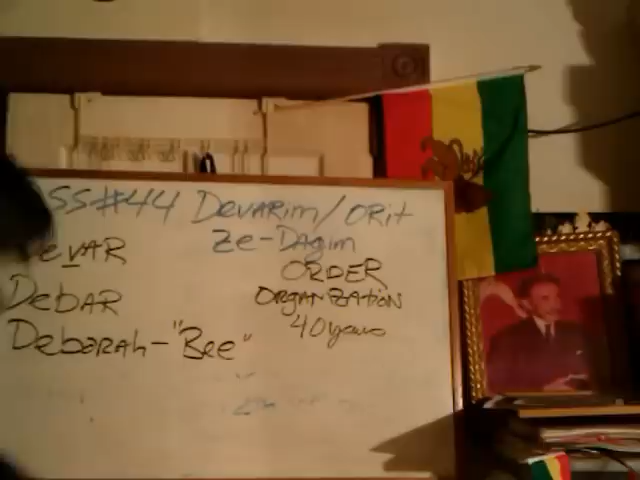 SS#44 DEVARIM/ORIT
ZE-DAGIM
eVAR
ORDER
DEBAR
ORGANIZATION
40 years
DEBORAH-"BEE"